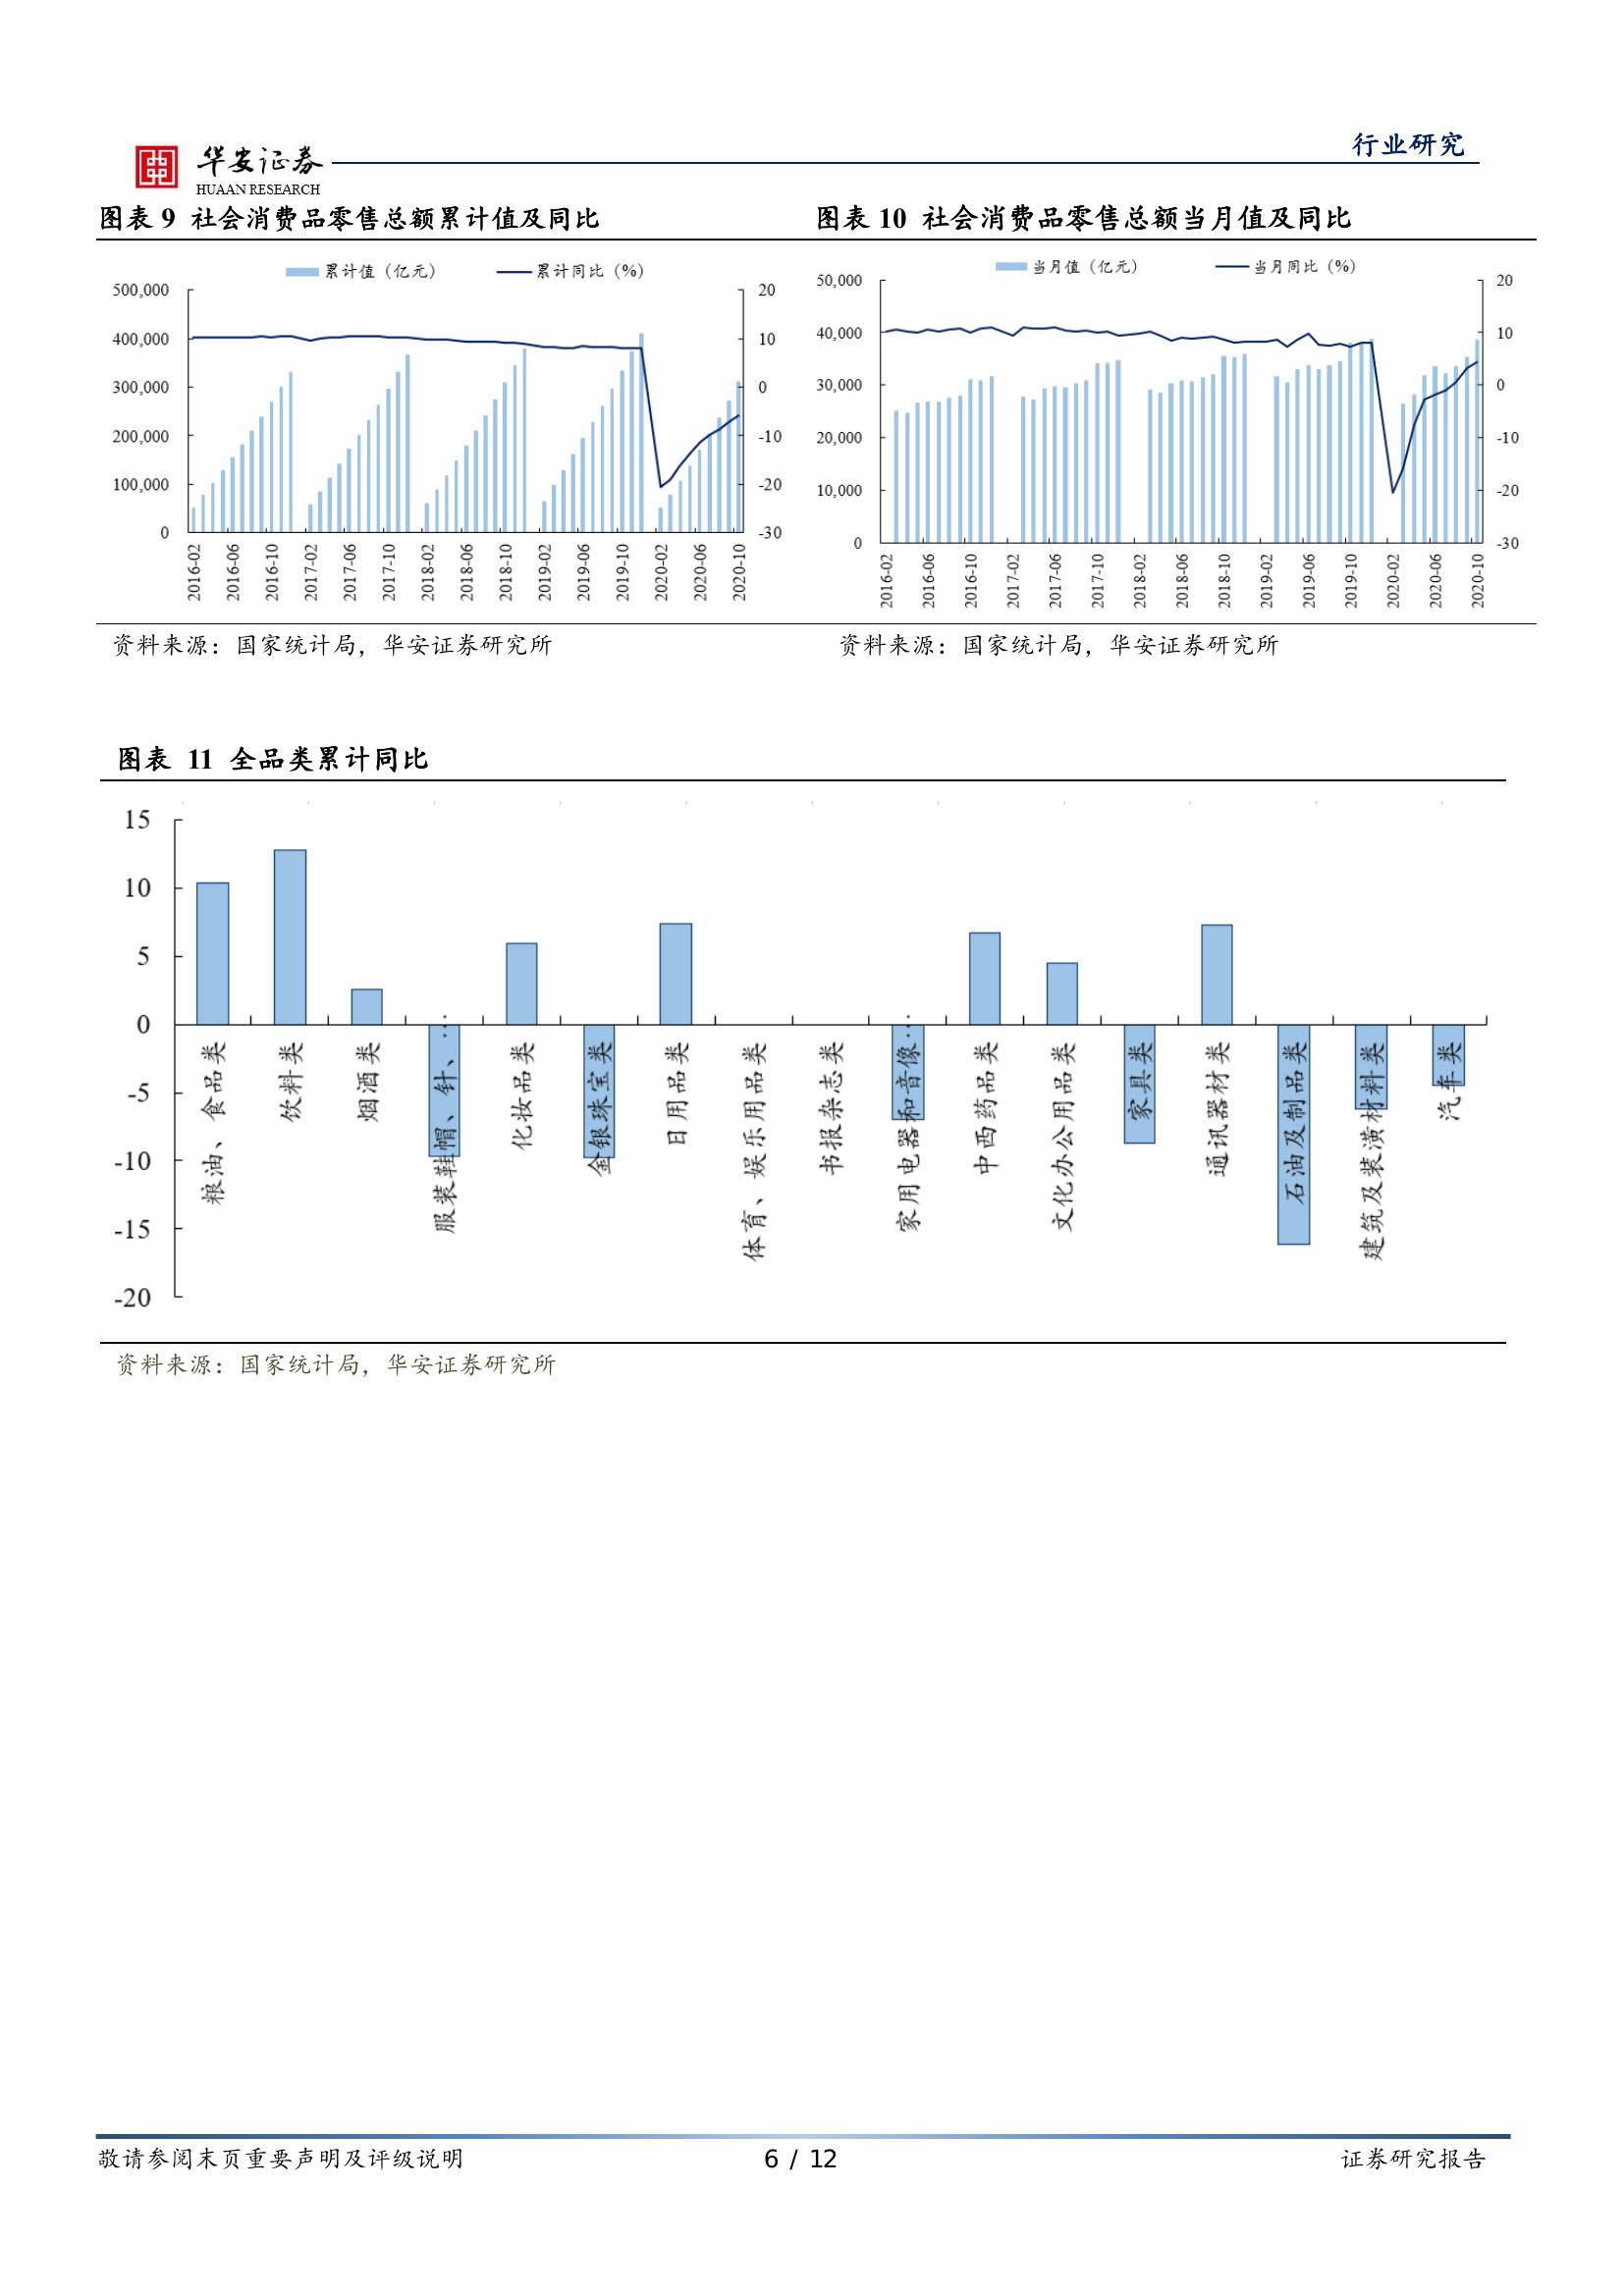 行业研究
华安证券
HUAAN RESEARCH
图表 9 社会消费品零售总额累计值及同比
累计值（亿元）
累计同比（%）
500,000
400,000
300,000
200,000
100,000
0
20
10
0
-10
-20
-30
2016-02
2016-06
2016-10
2017-02
2017-06
2017-10
2018-02
2018-06
2018-10
2019-02
2019-06
2019-10
2020-02
2020-06
2020-10
资料来源：国家统计局，华安证券研究所
图表 10 社会消费品零售总额当月值及同比
当月值（亿元）
当月同比（%）
50,000
40,000
30,000
20,000
10,000
0
20
10
0
-10
-20
-30
2016-02
2016-06
2016-10
2017-02
2017-06
2017-10
2018-02
2018-06
2018-10
2019-02
2019-06
2019-10
2020-02
2020-06
2020-10
资料来源：国家统计局，华安证券研究所
图表 11 全品类累计同比
15
10
5
0
-5
-10
-15
-20
粮油、食品类
饮料类
烟酒类
服装鞋帽、针、…
化妆品类
金银珠宝类
日用品类
体育、娱乐用品类
书报杂志类
家用电器和音像…
中西药品类
文化办公用品类
家具类
通讯器材类
石油及制品类
建筑及装潢材料类
汽车类
资料来源：国家统计局，华安证券研究所
敬请参阅末页重要声明及评级说明
6 / 12
证券研究报告